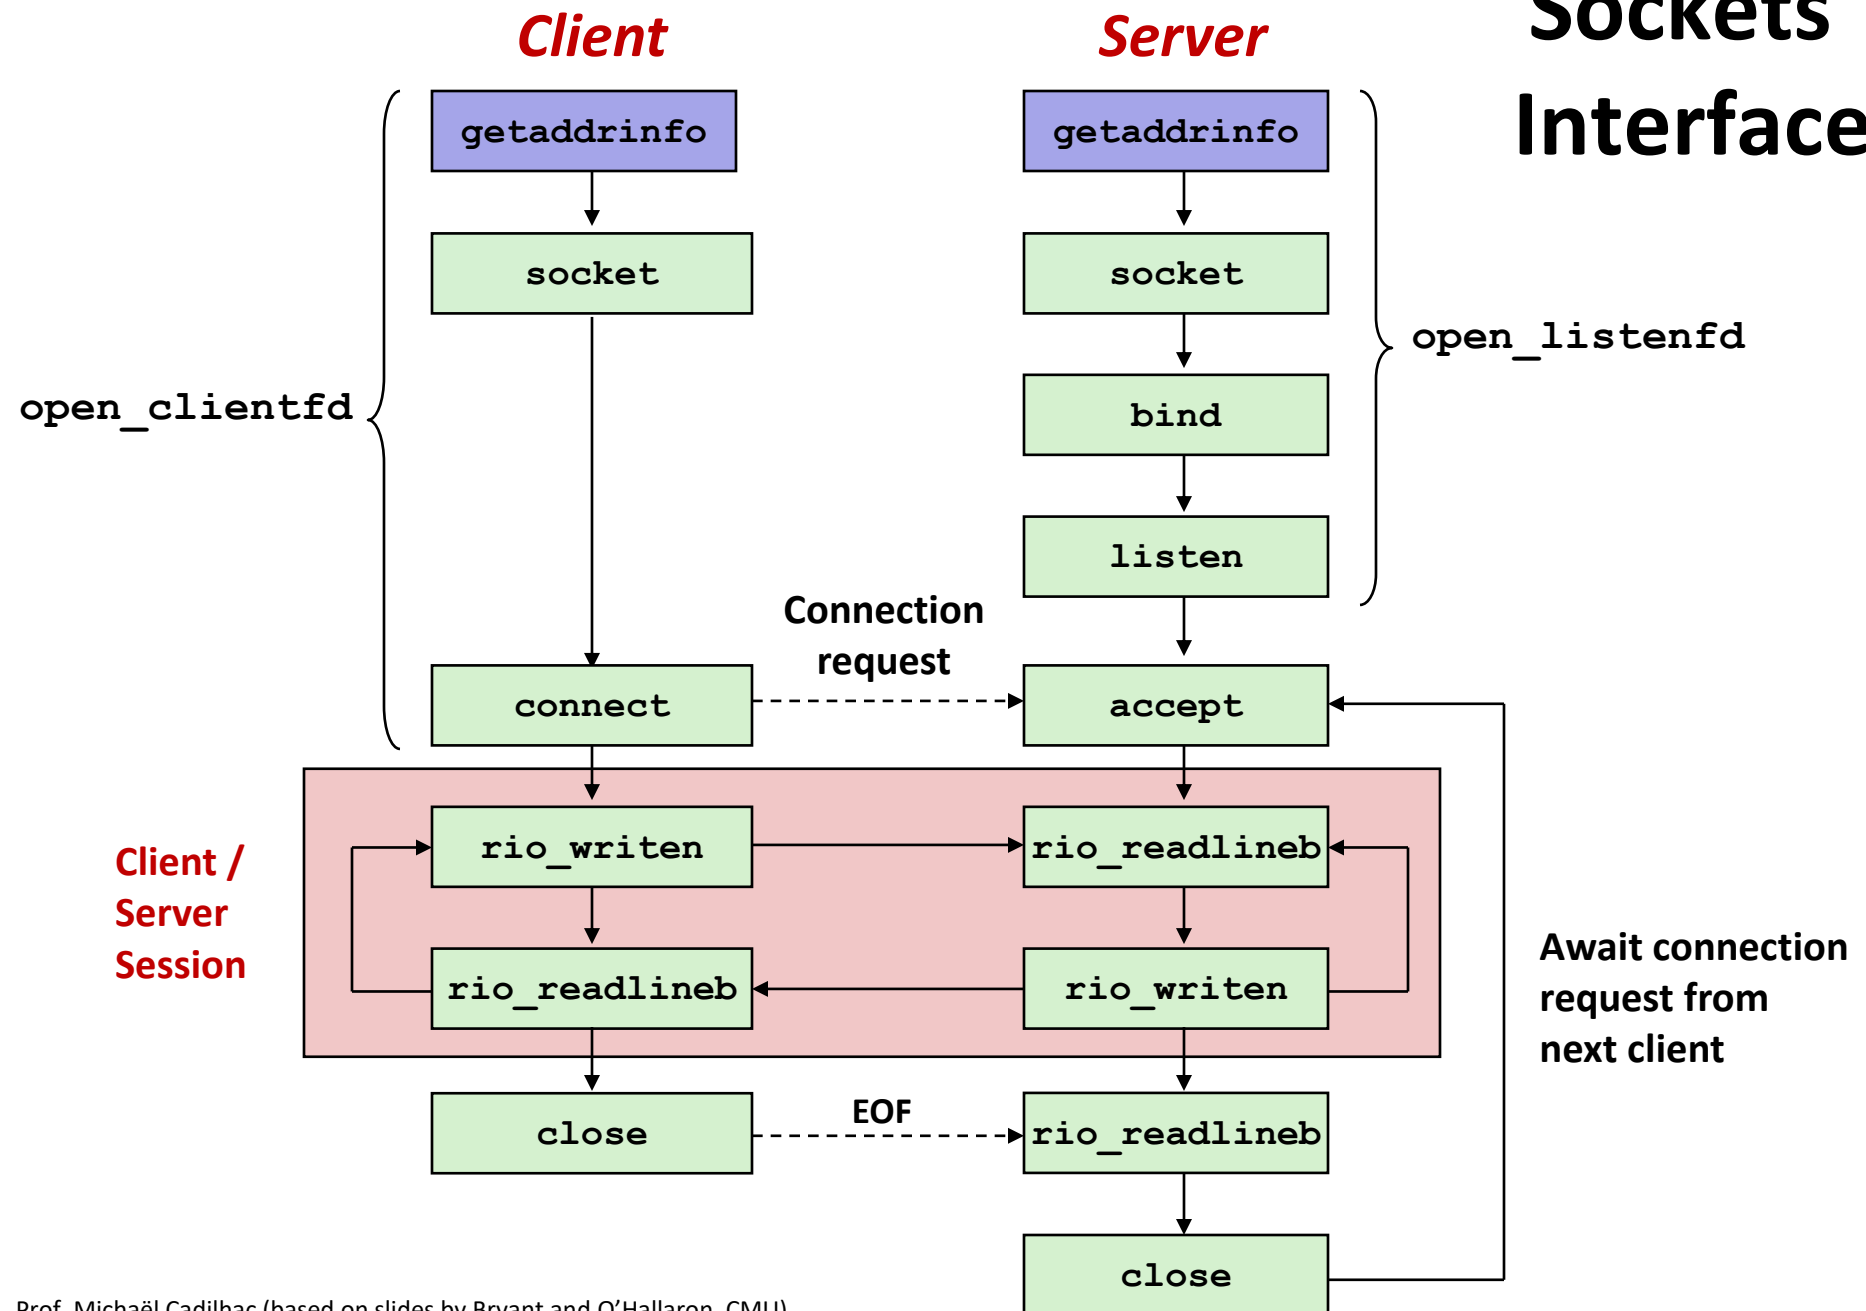 Sockets
Interface
Client
Server
getaddrinfo
getaddrinfo
socket
socket
open_listenfd
open_clientfd
bind
listen
Connection
request
connect
accept
Client /
Server
Session
rio_writen
rio_readlineb
rio_readlineb
rio_writen
Await connection
request from
next client
close
EOF
rio_readlineb
close
Prof. Michaël Cadilhac (based on slides by Bryant and O'Hallaron, CMU)